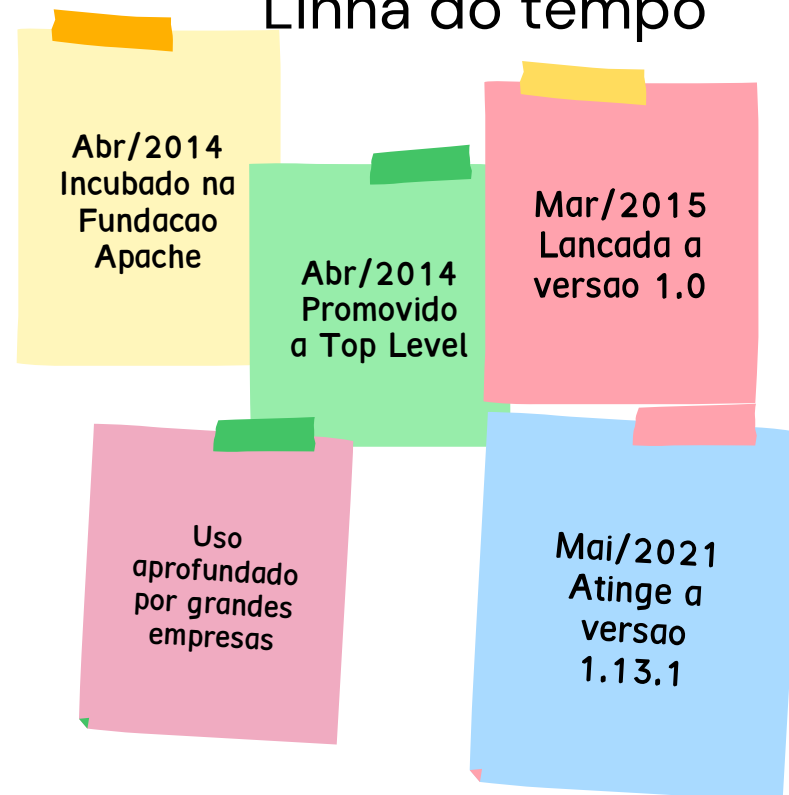 Linha do tempo
Abr/2014
Incubado na
Fundacao
Apache
Abr/2014
Promovido
a Top Level
Mar/2015
Lancada a
versao 1.0
Uso
aprofundado
por grandes
empresas
Mai/2021
Atinge a
versao
1.13.1